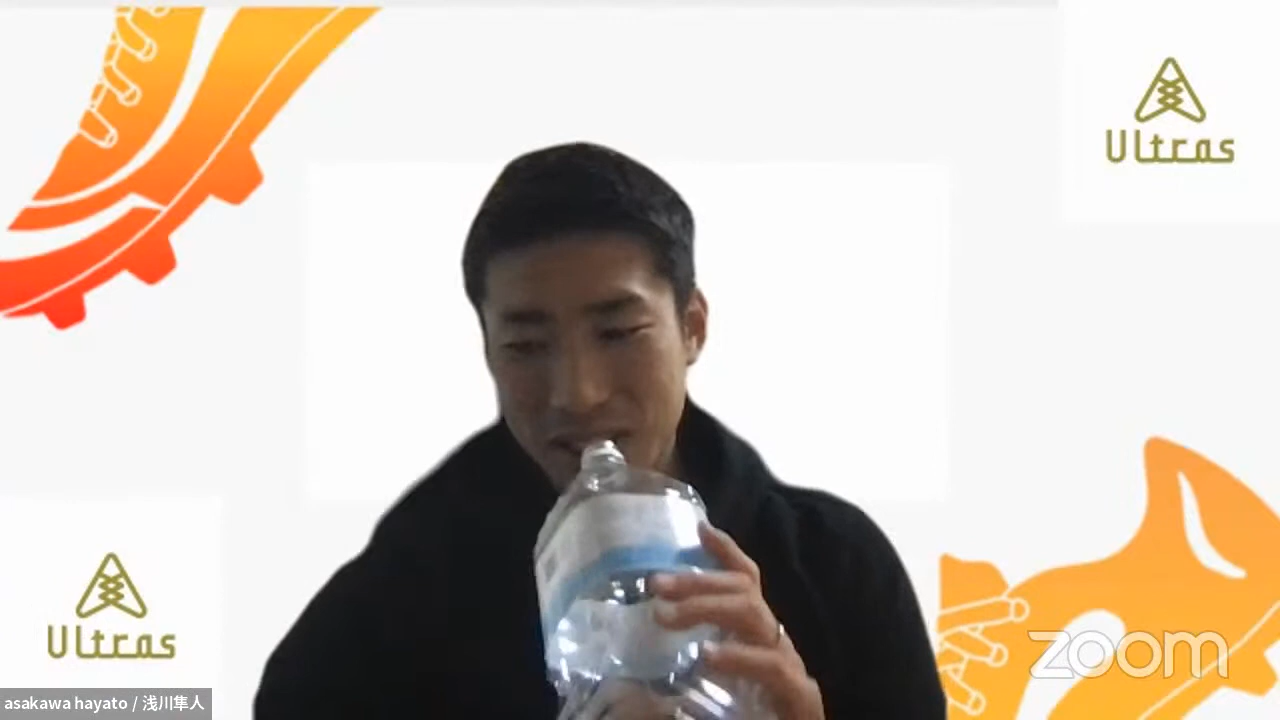 Ultras
Ultras
asakawa hayato / 浅川隼人
zoom